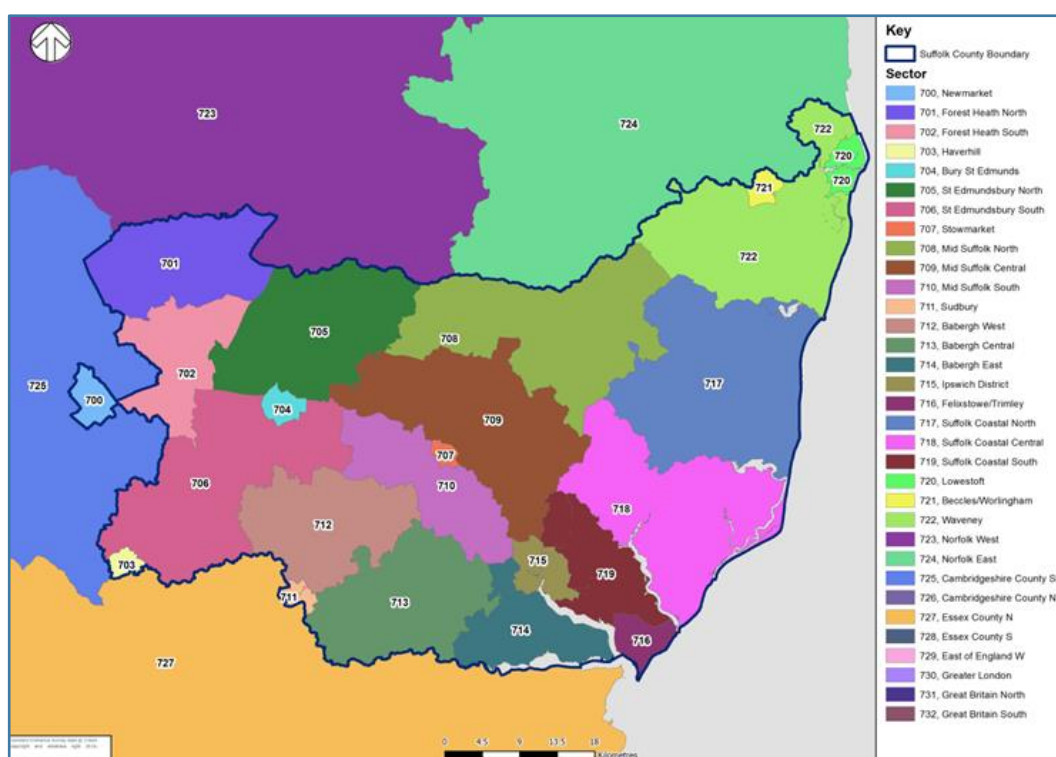 Key
Suffolk County Boundary
Sector
700, Newmarket
701, Forest Heath North
702, Forest Heath South
703, Haverhill
704, Bury St Edmunds
705, St Edmundsbury North
706, St Edmundsbury South
707, Stowmarket
708, Mid Suffolk North
709, Mid Suffolk Central
710, Mid Suffolk South
711, Sudbury
712, Babergh West
713, Babergh Central
714, Babergh East
715, Ipswich District
716, Felixstowe/Trimley
717, Suffolk Coastal North
718, Suffolk Coastal Central
719, Suffolk Coastal South
720, Lowestoft
721, Beccles/Worlingham
722, Waveney
723, Norfolk West
724, Norfolk East
725, Cambridgeshire County S
726, Cambridgeshire County N
727, Essex County N
728, Essex County S
729, East of England W
730, Greater London
731, Great Britain North
732, Great Britain South
723
724
722
720
721
720
722
701
705
708
702
717
725
700
704
709
707
710
706
718
712
715
703
719
711
713
714
716
727
0 4.5 9 13.5 18
Kilometres